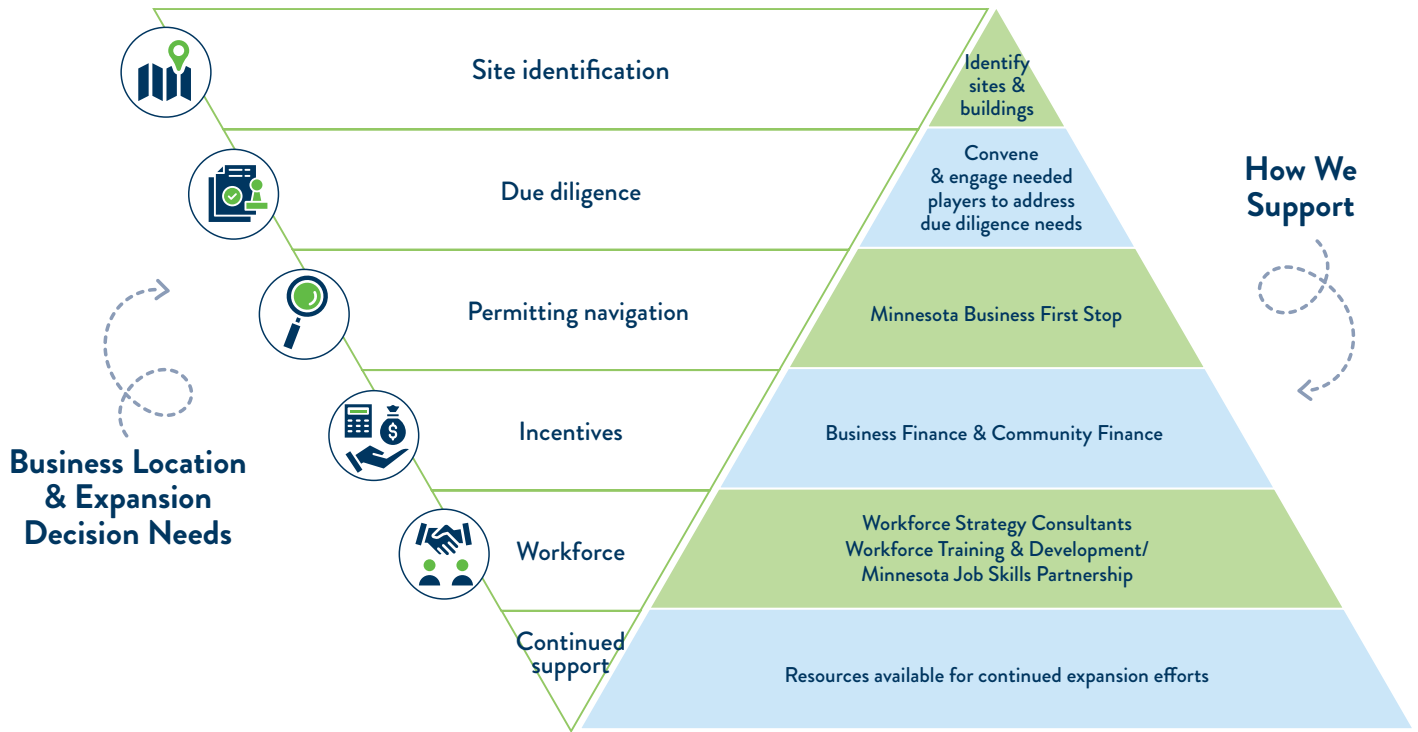 Site identification
Identify
sites &
buildings
Due diligence
Convene
& engage needed
players to address
due diligence needs
How We
Support
Permitting navigation
Minnesota Business First Stop
Incentives
$
Business Finance & Community Finance
Business Location
& Expansion
Decision Needs
Workforce
Workforce Strategy Consultants
Workforce Training & Development/
Minnesota Job Skills Partnership
Continued
support
Resources available for continued expansion efforts